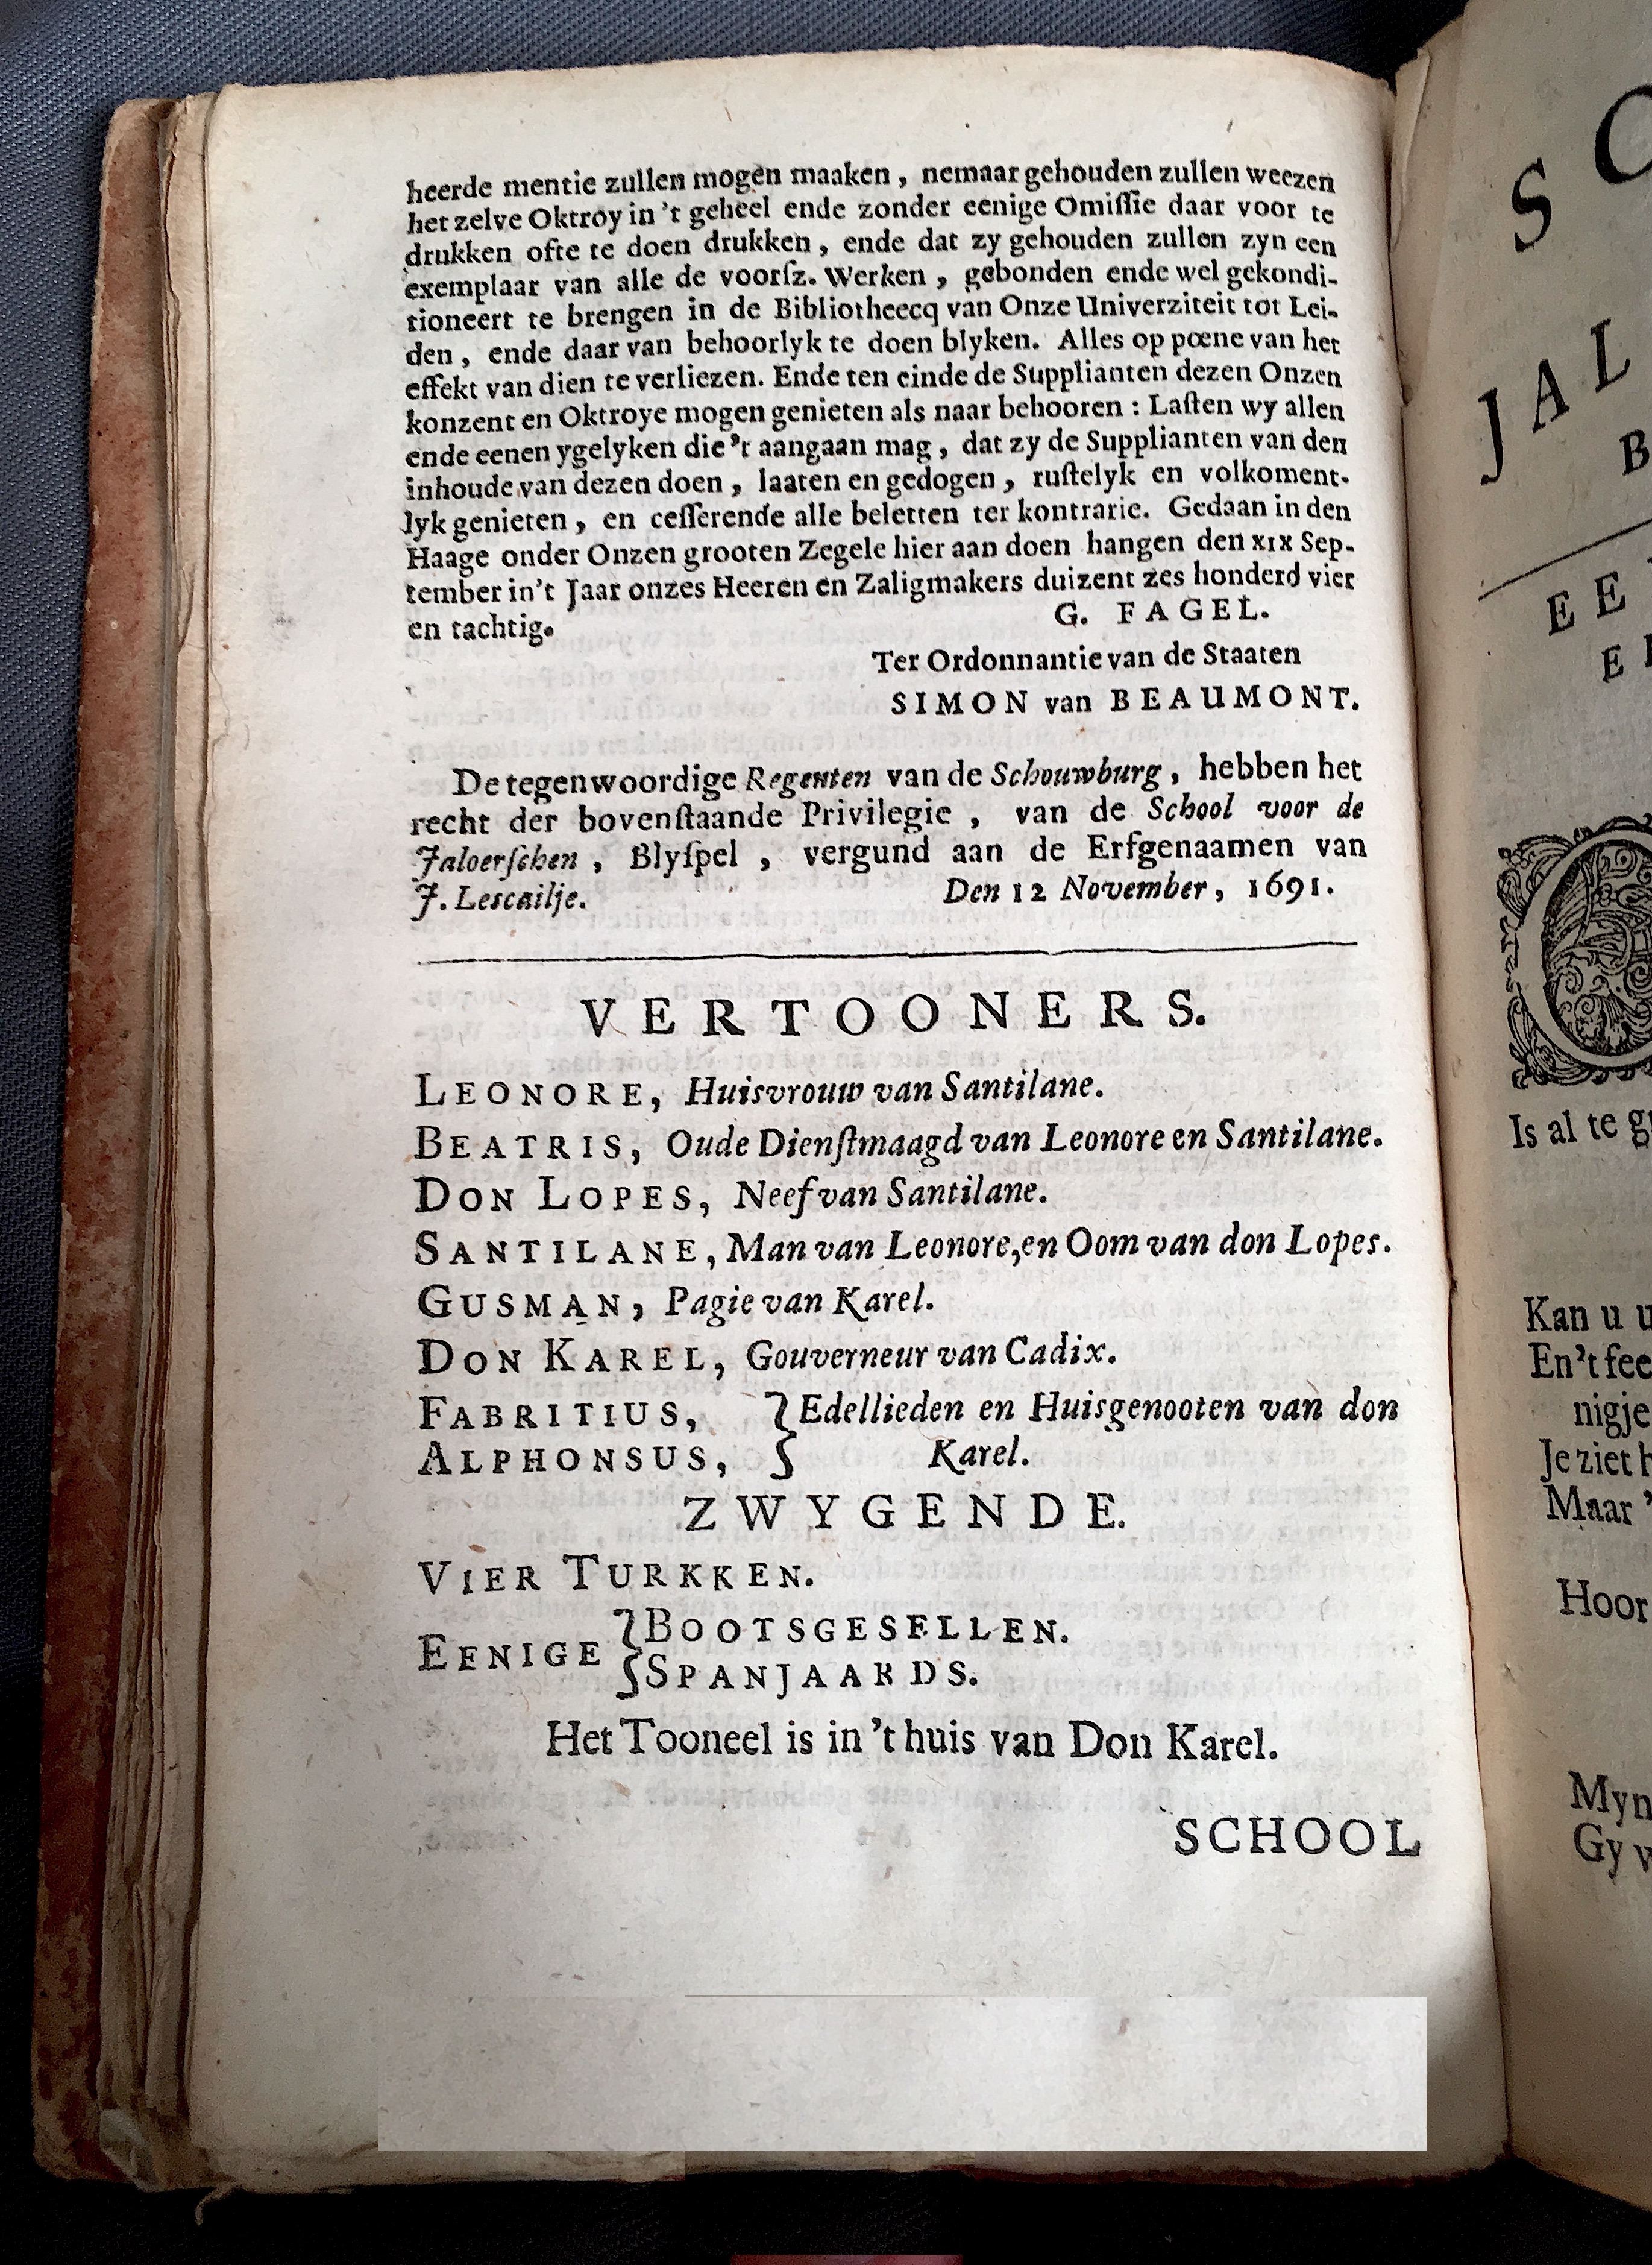 heerde mentie zullen mogen maaken, nemaar gehouden zullen weezen
het zelve Oktroy in 't geheel ende zonder eenige Omiſſie daar voor te
drukken ofte te doen drukken, ende dat zy gehouden zullen zyn een
exemplaar van alle de voorſz. Werken, gebonden ende wel gekondi-
tioneert te brengen in de Bibliotheecq van Onze Univerziteit tot Lei-
den, ende daar van behoorlyk te doen blyken. Alles op pœne van het
effekt van dien te verliezen. Ende ten einde de Supplianten dezen Onzen
konzent en Oktroye mogen genieten als naar behooren: Laſten wy allen
ende eenen ygelyken die 't aangaan mag, dat zy de Supplianten van den
inhoude van dezen doen, laaten en gedogen, ruſtelyk en volkoment-
lyk genieten, en ceſſerende alle beletten ter kontrarie. Gedaan in den
Haage onder Onzen grooten Zegele hier aan doen hangen den XIX Sep-
tember in 't Jaar onzes Heeren en Zaligmakers duizent zes honderd vier
en tachtig.
G. FAGEL.
Ter Ordonnantie van de Staaten
SIMON van BEAUMONT.
De tegenwoordige Regenten van de Schouwburg, hebben het
recht der bovenſtaande Privilegie, van de School voor de
Jaloerſchen, Blyſpel, vergund aan de Erfgenaamen van
J. Lescailje. Den 12 November, 1691.
VERTOONERS.
LEONORE, Huisvrouw van Santilane.
BEATRIS, Oude Dienſtmaagd van Leonore en Santilane.
DON LOPES, Neef van Santilane.
SANTILANE, Man van Leonore, en Oom van don Lopes.
GUSMAN, Pagie van Karel.
DON KAREL, Gouverneur van Cadix.
FABRITIUS, } Edellieden en Huisgenooten van don
ALPHONSUS, } Karel.
ZWYGENDE.
VIER TURKKEN.
EENIGE } BOOTSGESELLEN.
} SPANJAARDS.
Het Tooneel is in 't huis van Don Karel.
SCHOOL
S C
JAL
B
EE
E
Is al te
Kan u
En't fee
nigje
Je ziet
Maar
Hoor
Myn
Gy